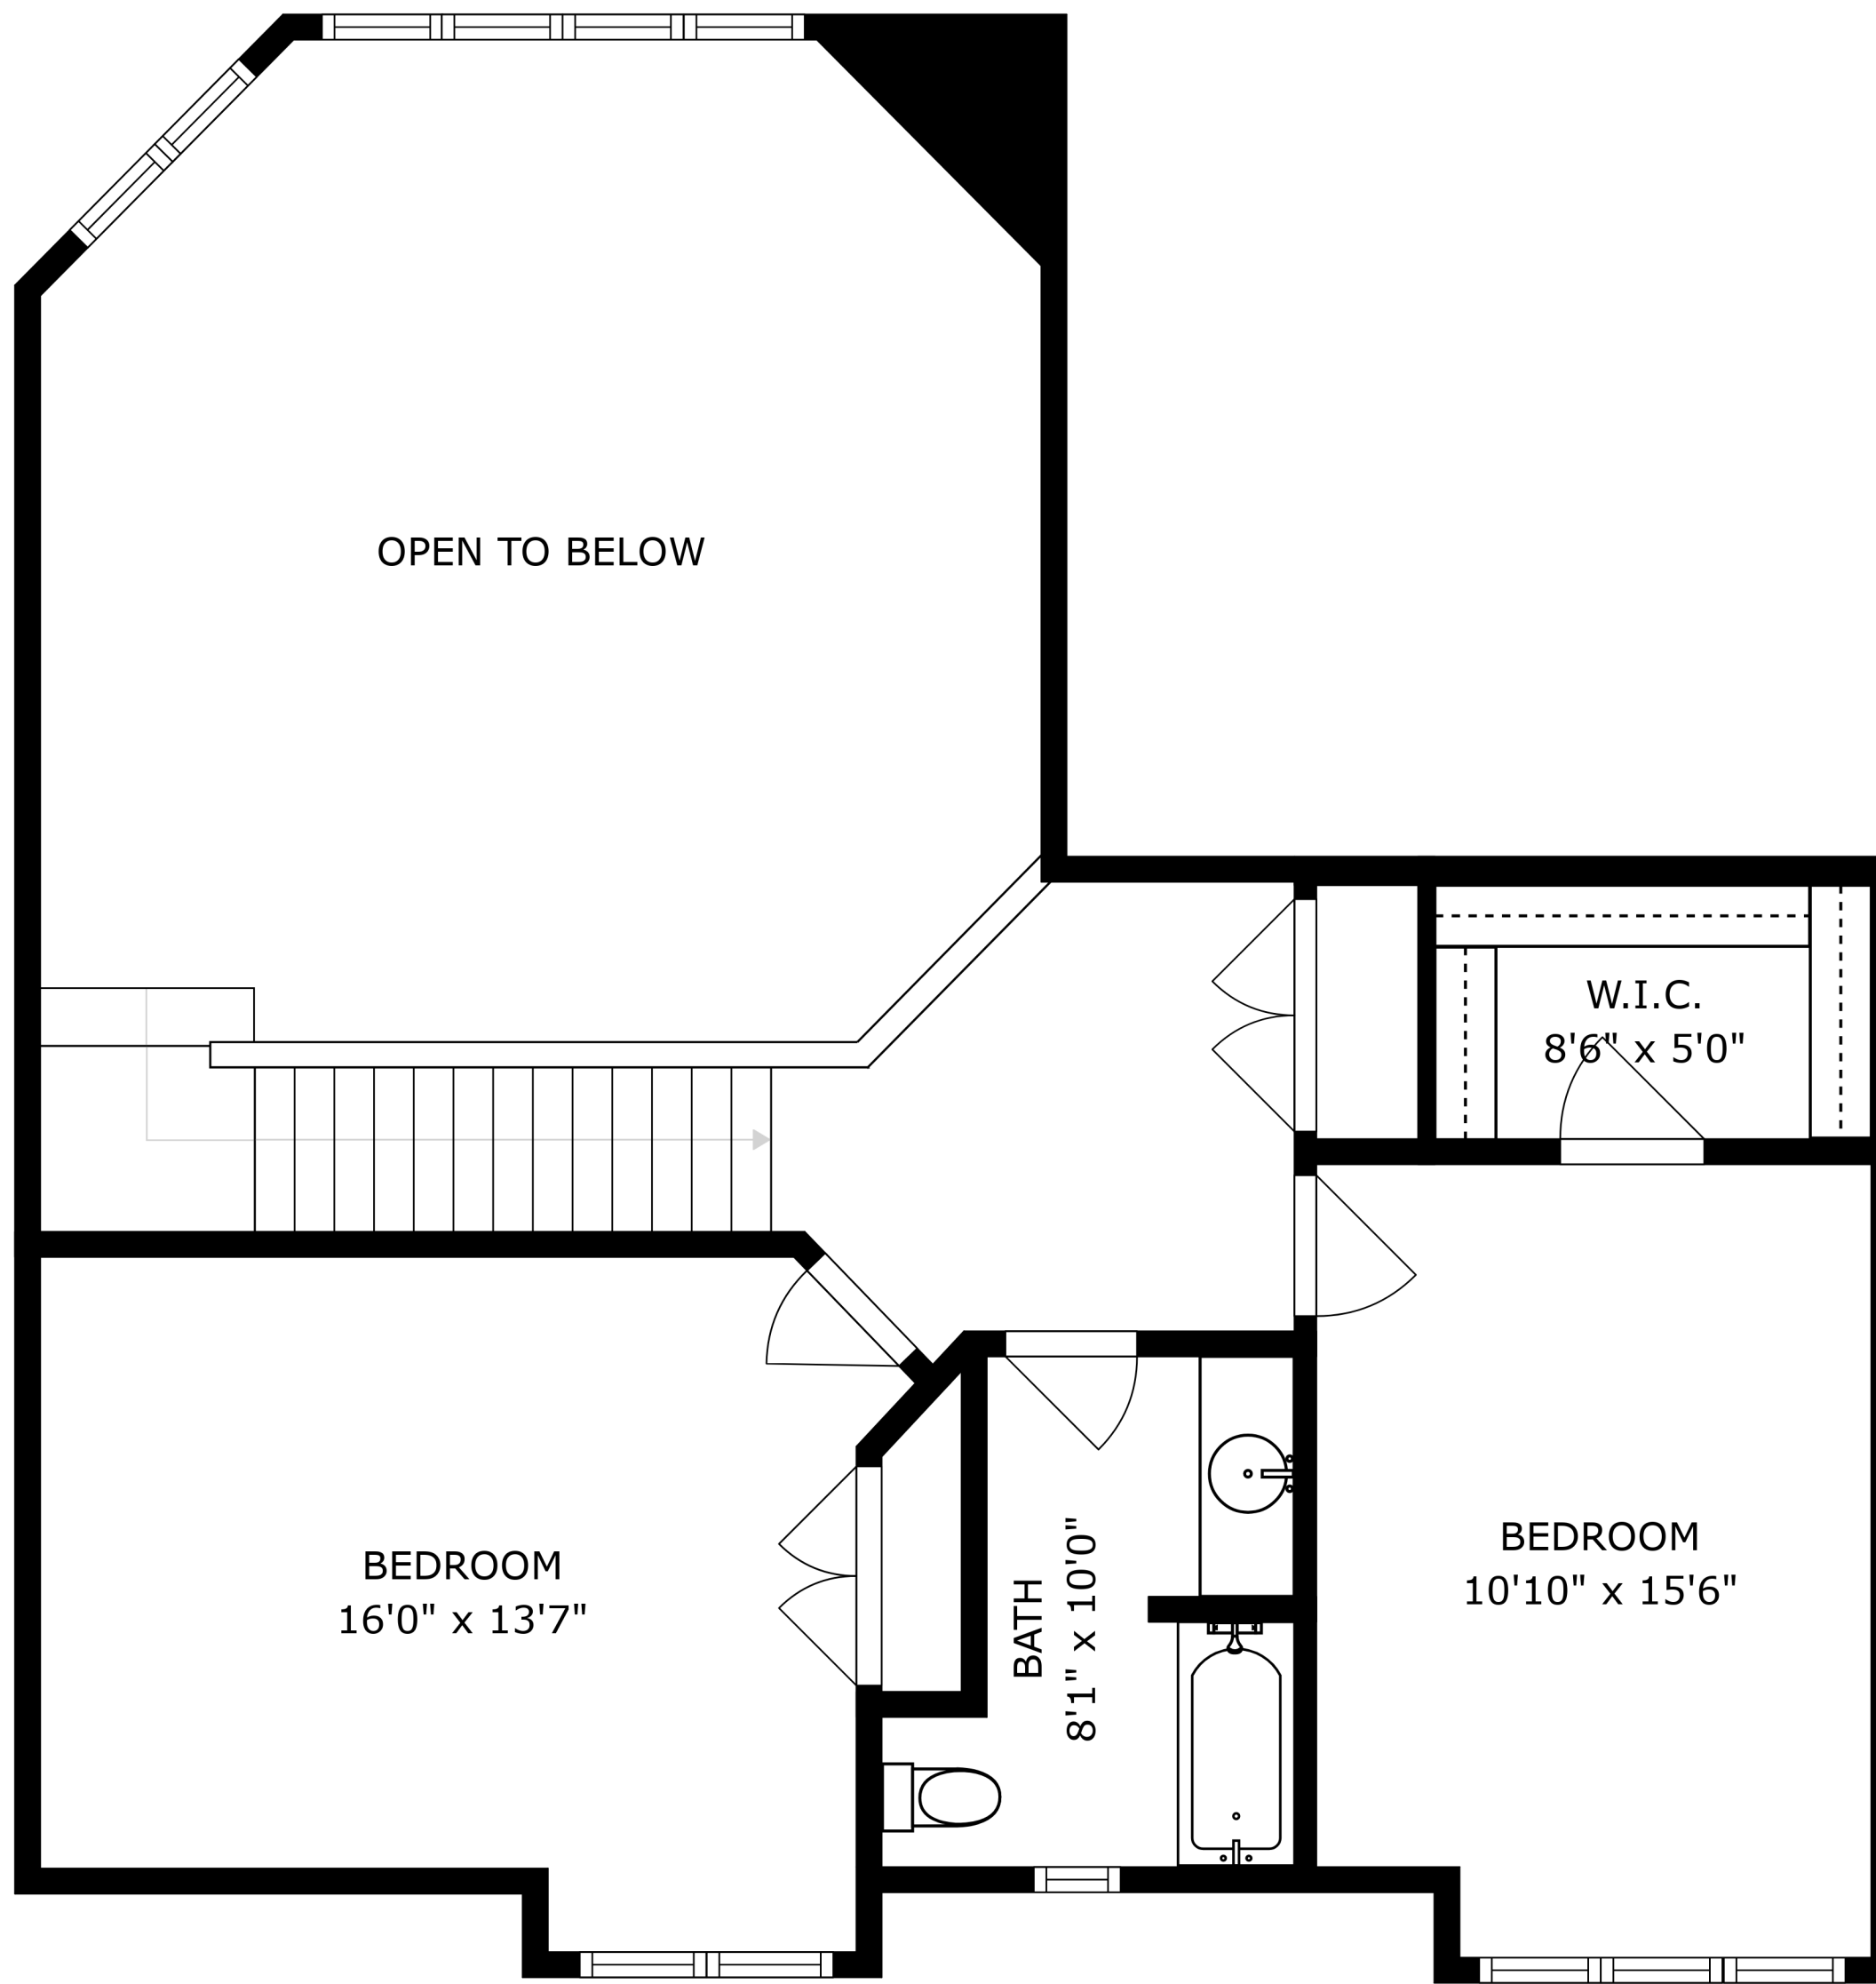 OPEN TO BELOW
W.I.C.
8'6" x 5'0"
BEDROOM
16'0" x 13'7"
BATH
8'1" x 10'0"
BEDROOM
10'10" x 15'6"